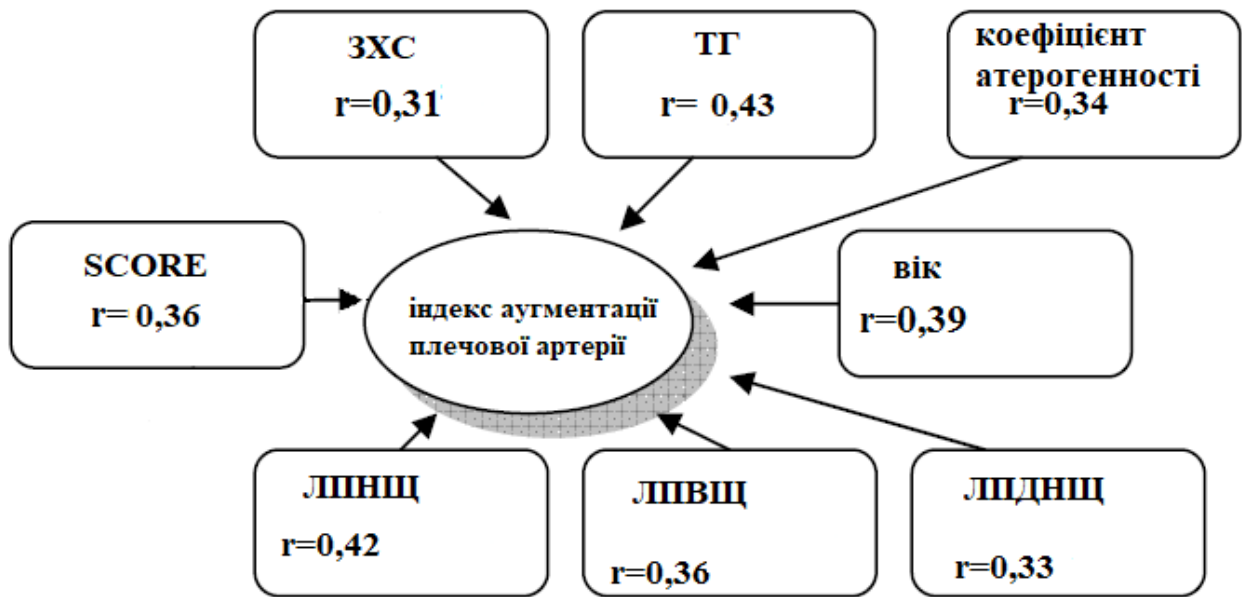 ЗХС
r=0,31
ТГ
r= 0,43
коефіцієнт
атерогенності
r=0,34
SCORE
r= 0,36
індекс аугментації
плечової артерії
вік
r=0,39
ЛПНЩ
r=0,42
ЛПВЩ
r=0,36
ЛПДНЩ
r=0,33